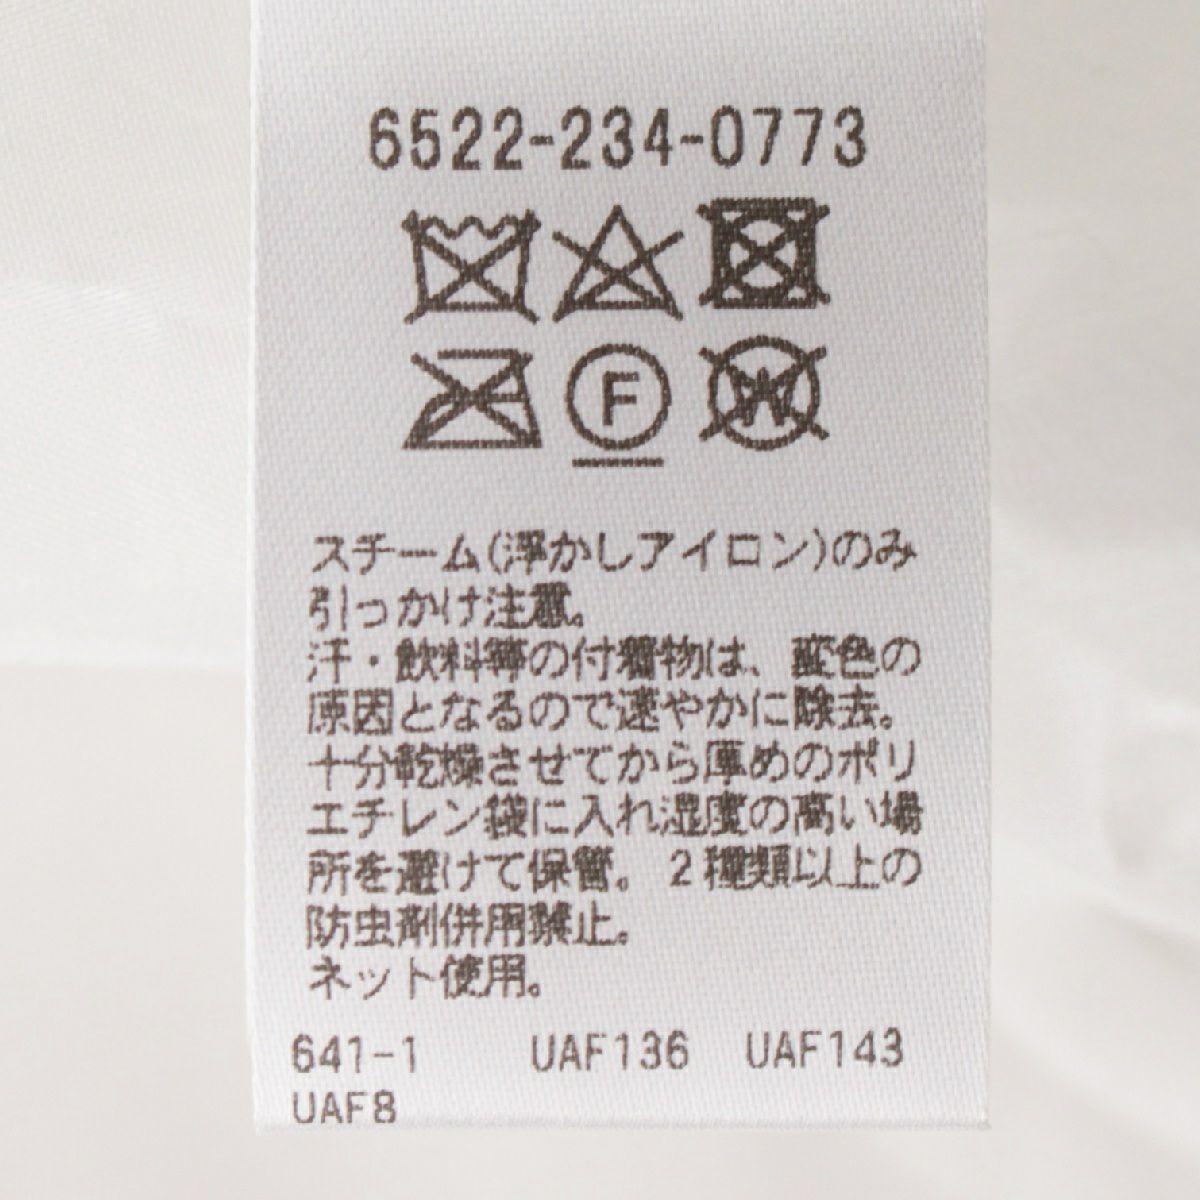 6522-234-0773
F
W
スチーム(浮かしアイロン)のみ
引っかけ注意。
汗・飲料等の付着物は、変色の
原因となるので速やかに除去。
十分乾燥させてから厚めのポリ
エチレン袋に入れ湿度の高い場
所を避けて保管。2種類以上の
防虫剤併用禁止。
ネット使用。
641-1 UAF136 UAF143
UAF8